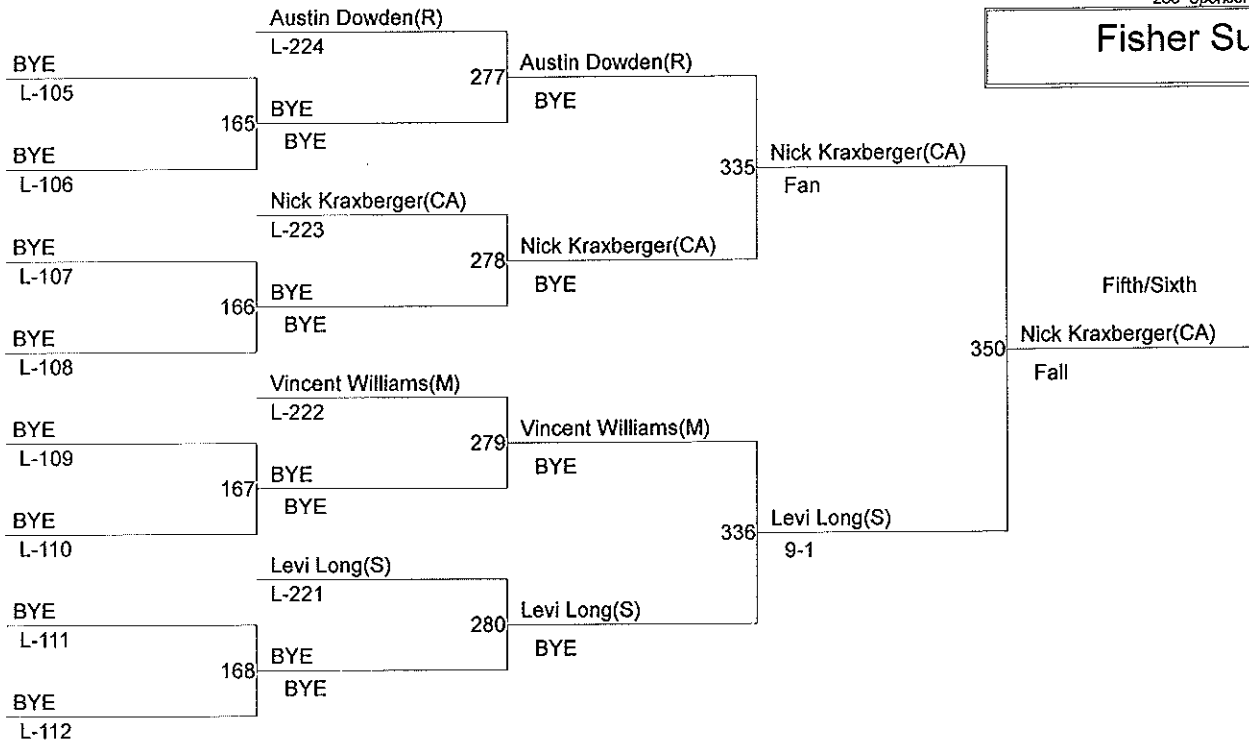 Fisher Su
BYE
L-105
BYE
L-106
BYE
L-107
BYE
L-108
BYE
L-109
BYE
L-110
BYE
L-111
BYE
L-112
165
166
167
168
Austin Dowden(R)
L-224
BYE
BYE
Nick Kraxberger(CA)
L-223
BYE
BYE
Vincent Williams(M)
L-222
BYE
BYE
Levi Long(S)
L-221
BYE
BYE
277
278
279
280
Austin Dowden(R)
BYE
Nick Kraxberger(CA)
BYE
Vincent Williams(M)
BYE
Levi Long(S)
BYE
335
336
Nick Kraxberger(CA)
Fan
Levi Long(S)
9-1
350
Fifth/Sixth
Nick Kraxberger(CA)
Fall